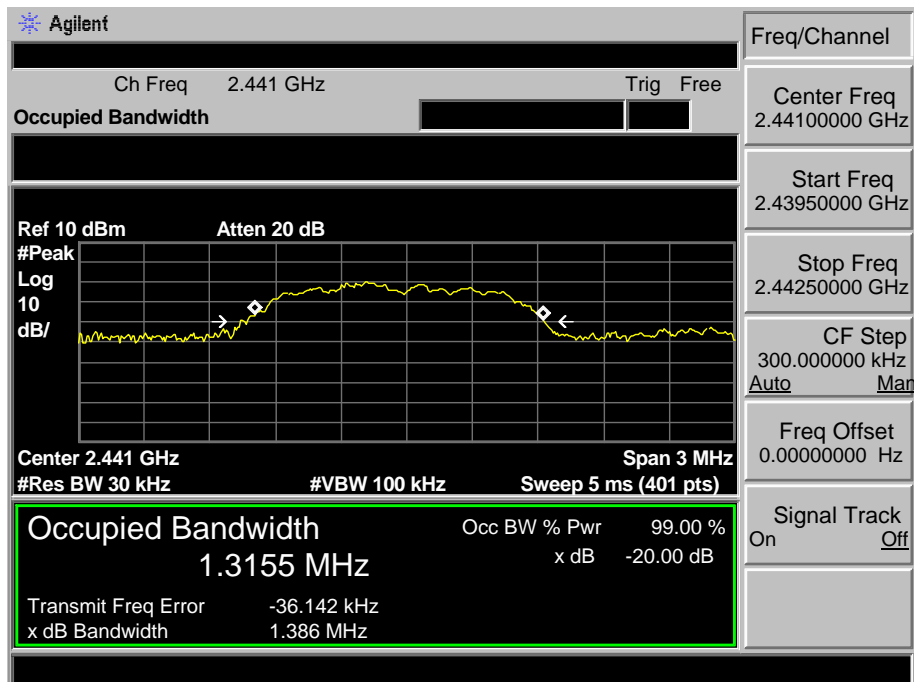 Agilent
Freq/Channel
Ch Freq 2.441 GHz Trig Free
Occupied Bandwidth
Center Freq
2.44100000 GHz
Start Freq
2.43950000 GHz
Ref 10 dBm Atten 20 dB
#Peak
Log
10
dB/
Stop Freq
2.44250000 GHz
CF Step
300.000000 kHz
Auto Man
Freq Offset
0.00000000 Hz
Center 2.441 GHz Span 3 MHz
#Res BW 30 kHz #VBW 100 kHz Sweep 5 ms (401 pts)
Signal Track
On Off
Occupied Bandwidth
1.3155 MHz
Occ BW % Pwr 99.00 %
x dB -20.00 dB
Transmit Freq Error -36.142 kHz
x dB Bandwidth 1.386 MHz